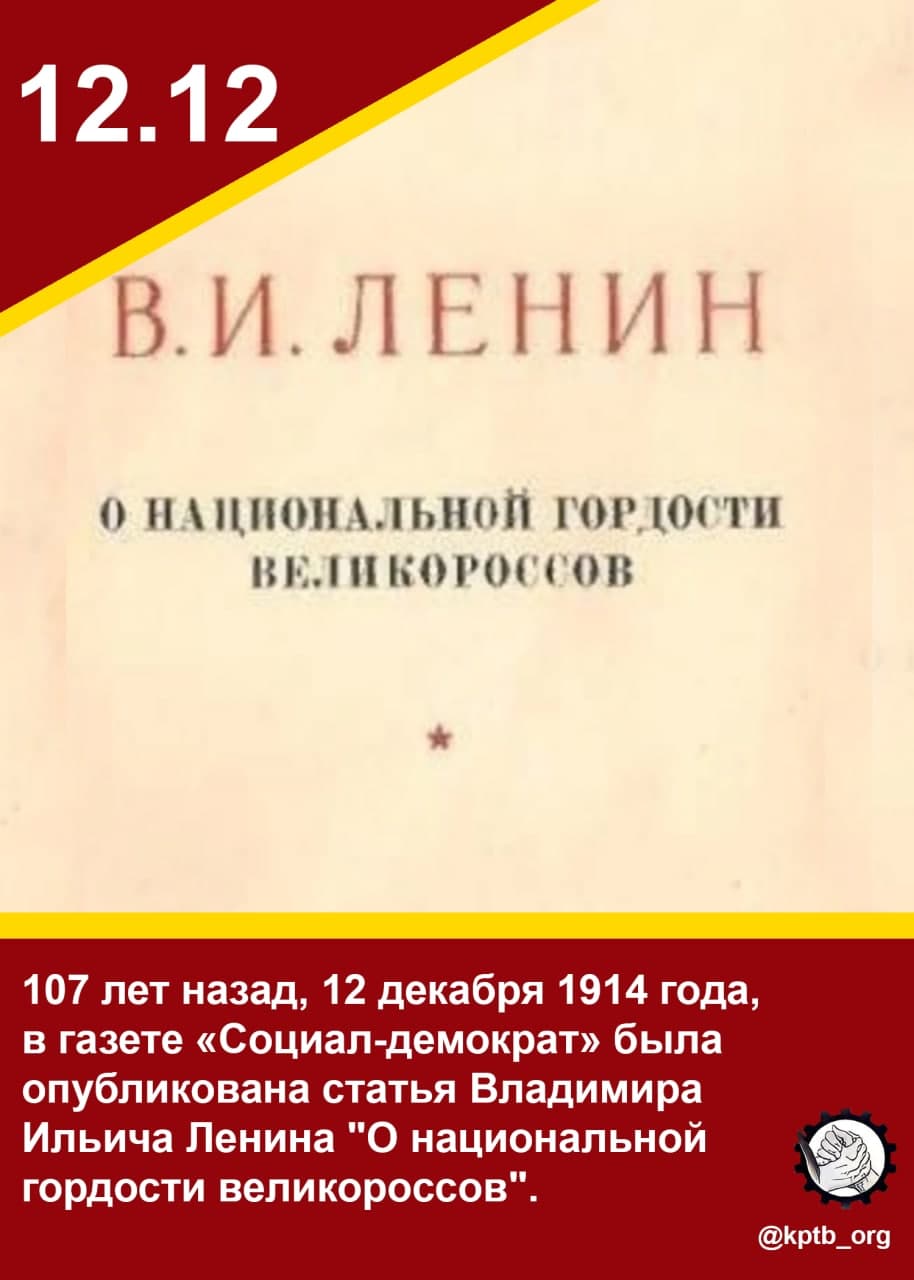 12.12
В. И. ЛЕНИН
О НАЦИОНАЛЬНОЙ ГОРДОСТИ
ВЕЛИКОРОССОВ
107 лет назад, 12 декабря 1914 года,
в газете «Социал-демократ» была
опубликована статья Владимира
Ильича Ленина "О национальной
гордости великороссов".
@kptb_org